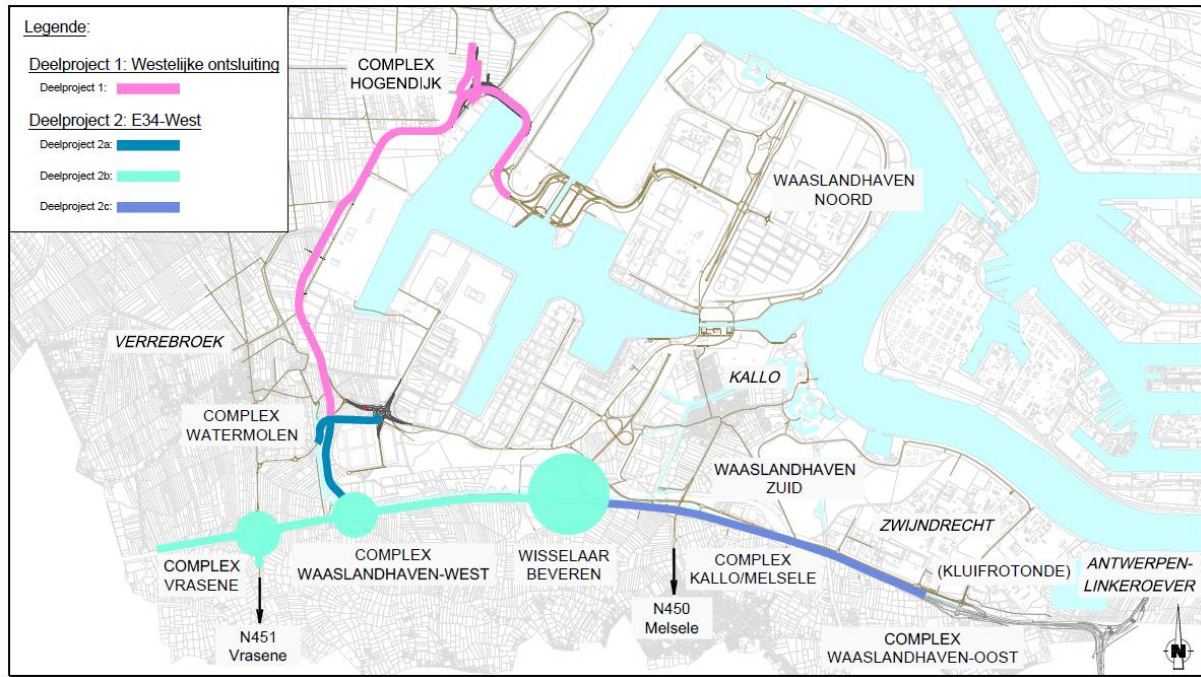 Legende:
Deelproject 1: Westelijke ontsluiting
Deelproject 1:
Deelproject 2: E34-West
Deelproject 2a:
Deelproject 2b:
Deelproject 2c:
COMPLEX
HOGENDIJK
WAASLANDHAVEN
NOORD
VERREBROEK
KALLO
COMPLEX
WATERMOLEN
WAASLANDHAVEN
ZUID
ZWIJNDRECHT
COMPLEX
VRASENE
COMPLEX
WAASLANDHAVEN-WEST
WISSELAAR
BEVEREN
COMPLEX
KALLO/MELSELE
(KLUIFROTONDE)
ANTWERPEN-
LINKEROEVER
N451
Vrasene
N450
Melsele
COMPLEX
WAASLANDHAVEN-OOST
N